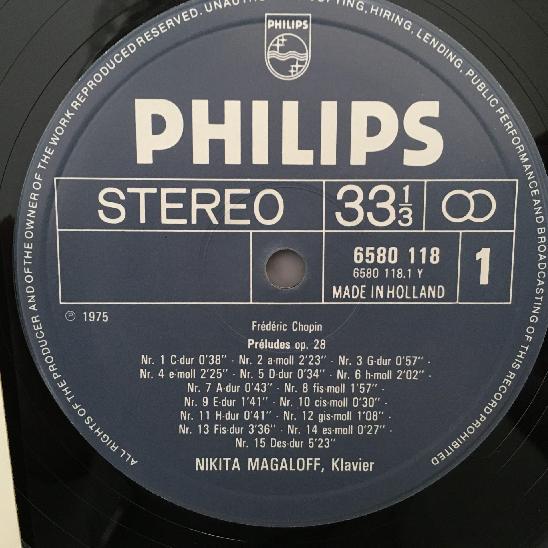 PHILIPS
PHILIPS
STEREO
33 1/3
6580 118
6580 118.1 Y
MADE IN HOLLAND
1
℗ 1975
Frédéric Chopin
Préludes op. 28
Nr. 1 C-dur 0'38" · Nr. 2 a-moll 2'23" · Nr. 3 G-dur 0'57" ·
Nr. 4 e-moll 2'25" · Nr. 5 D-dur 0'34" · Nr. 6 h-moll 2'02" ·
Nr. 7 A-dur 0'43" · Nr. 8 fis-moll 1'57" ·
Nr. 9 E-dur 1'41" · Nr. 10 cis-moll 0'30" ·
Nr. 11 H-dur 0'41" · Nr. 12 gis-moll 1'08" ·
Nr. 13 Fis-dur 3'36" · Nr. 14 es-moll 0'27" ·
Nr. 15 Des-dur 5'23"
NIKITA MAGALOFF, Klavier
ALL RIGHTS OF THE PRODUCER AND OF THE OWNER OF THE WORK REPRODUCED RESERVED. COPYING, HIRING, LENDING, PUBLIC PERFORMANCE AND BROADCASTING OF THIS RECORD PROHIBITED